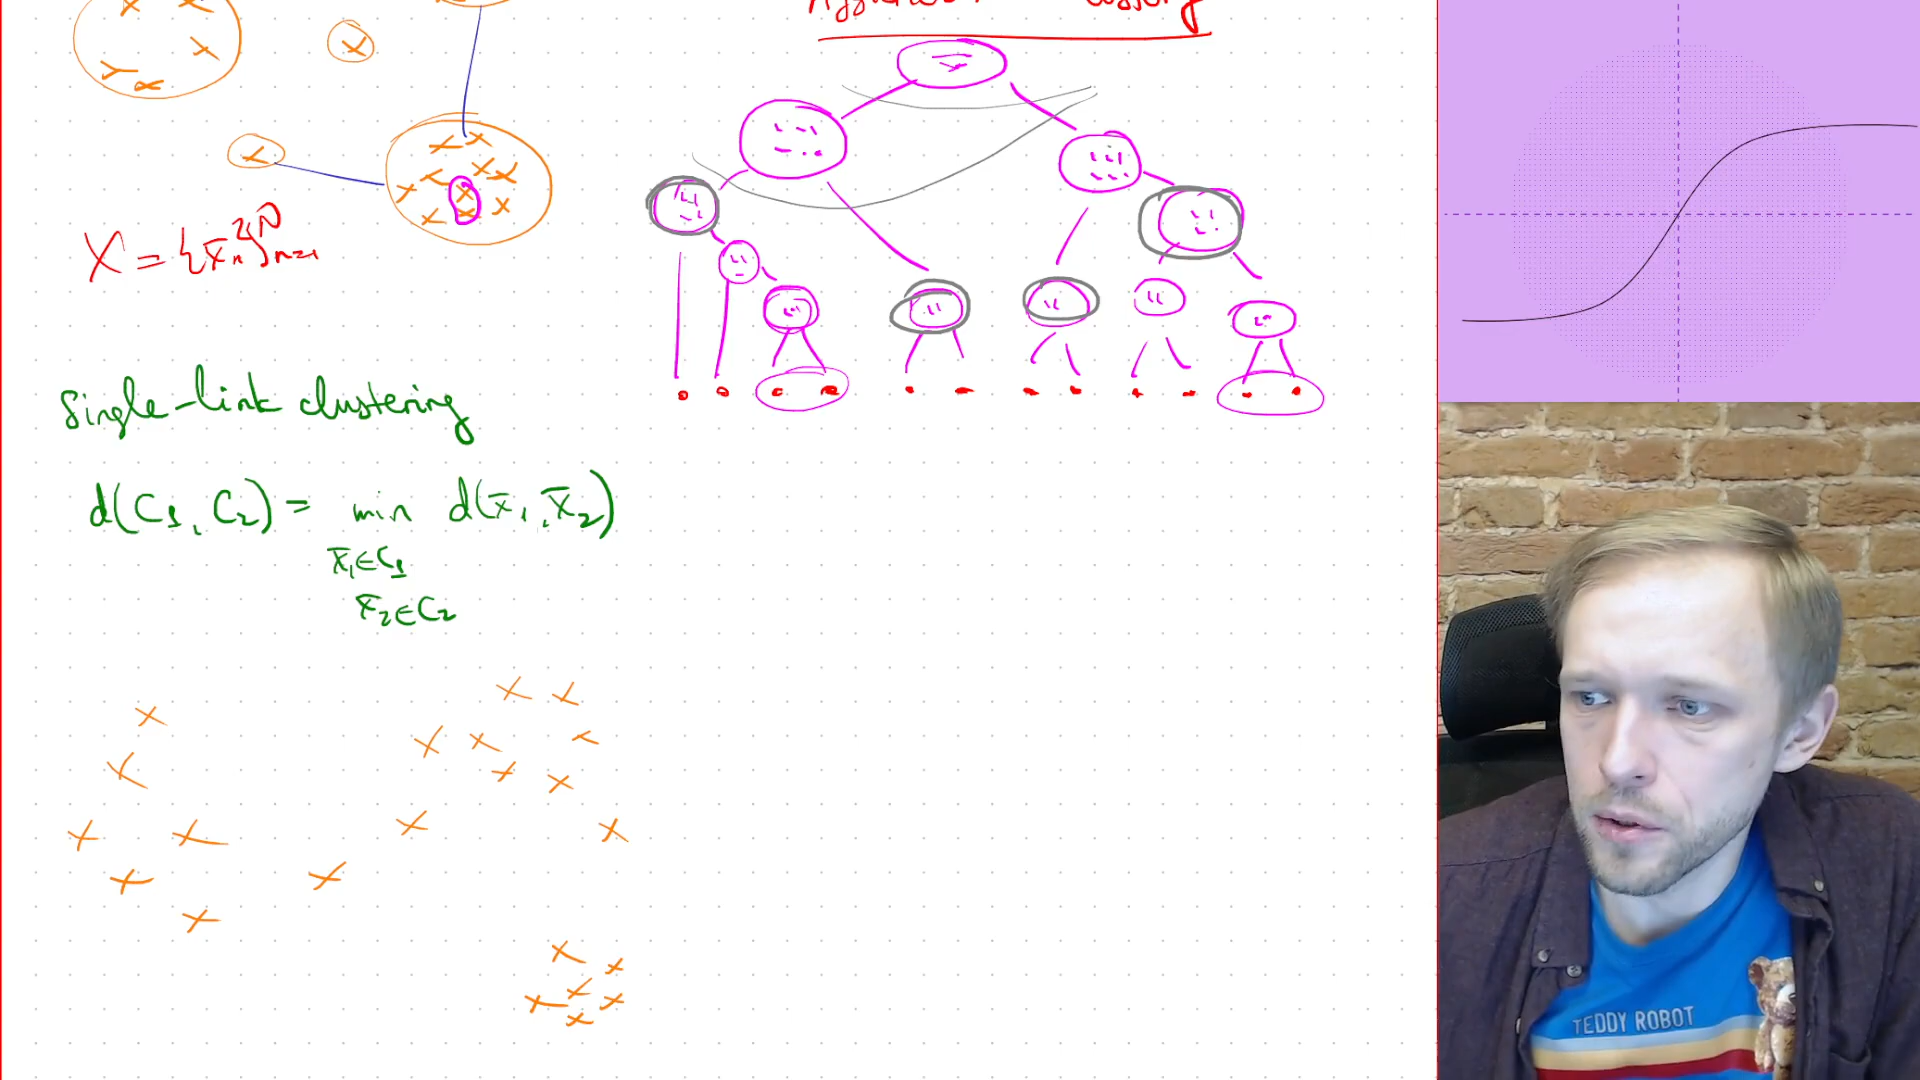 X = {x̄ₙ}ᴺₙ₌₁
Single-link clustering
d(C₁, C₂) = min d(x̄₁, x̄₂)
x̄₁∈C₁
x̄₂∈C₂
TEDDY ROBOT